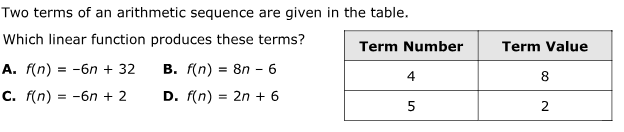 Two terms of an arithmetic sequence are given in the table.
Which linear function produces these terms?
A. f(n) = −6n + 32 B. f(n) = 8n − 6
C. f(n) = −6n + 2 D. f(n) = 2n + 6
Term Number Term Value
4 8
5 2